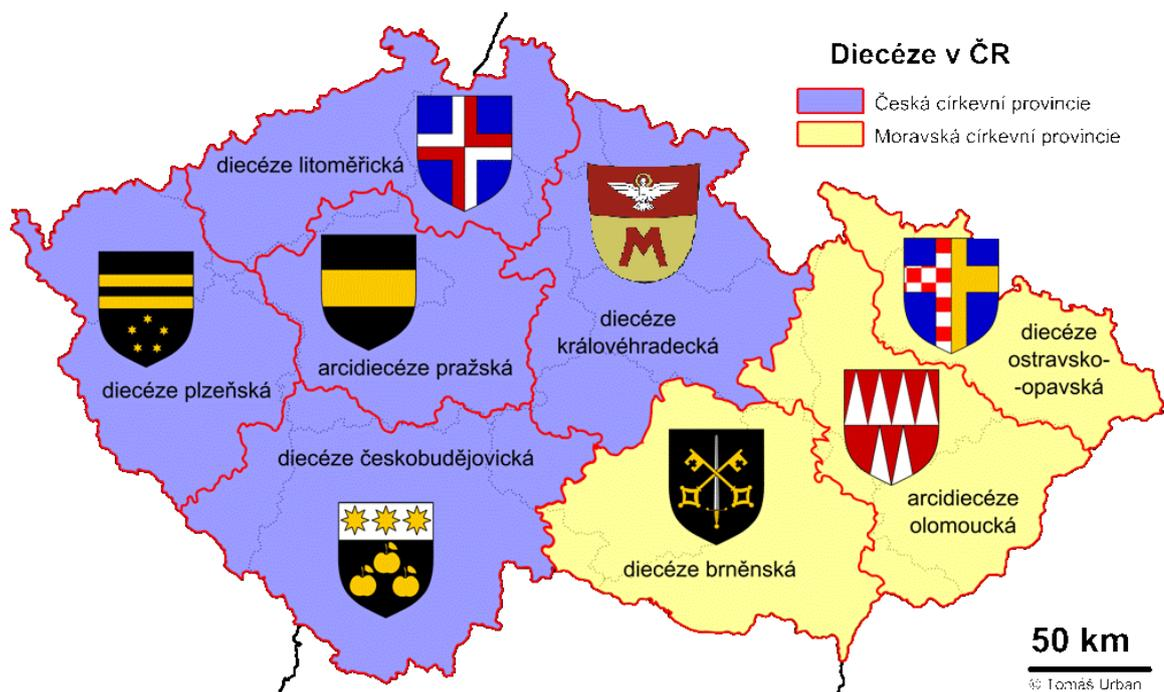 Diecéze v ČR
Česká církevní provincie
Moravská církevní provincie
diecéze litoměřická
diecéze plzeňská
arcidiecéze pražská
diecéze
královéhradecká
diecéze českobudějovická
diecéze brněnská
arcidiecéze
olomoucká
diecéze
ostravsko-
-opavská
M
50 km
© Tomáš Urban